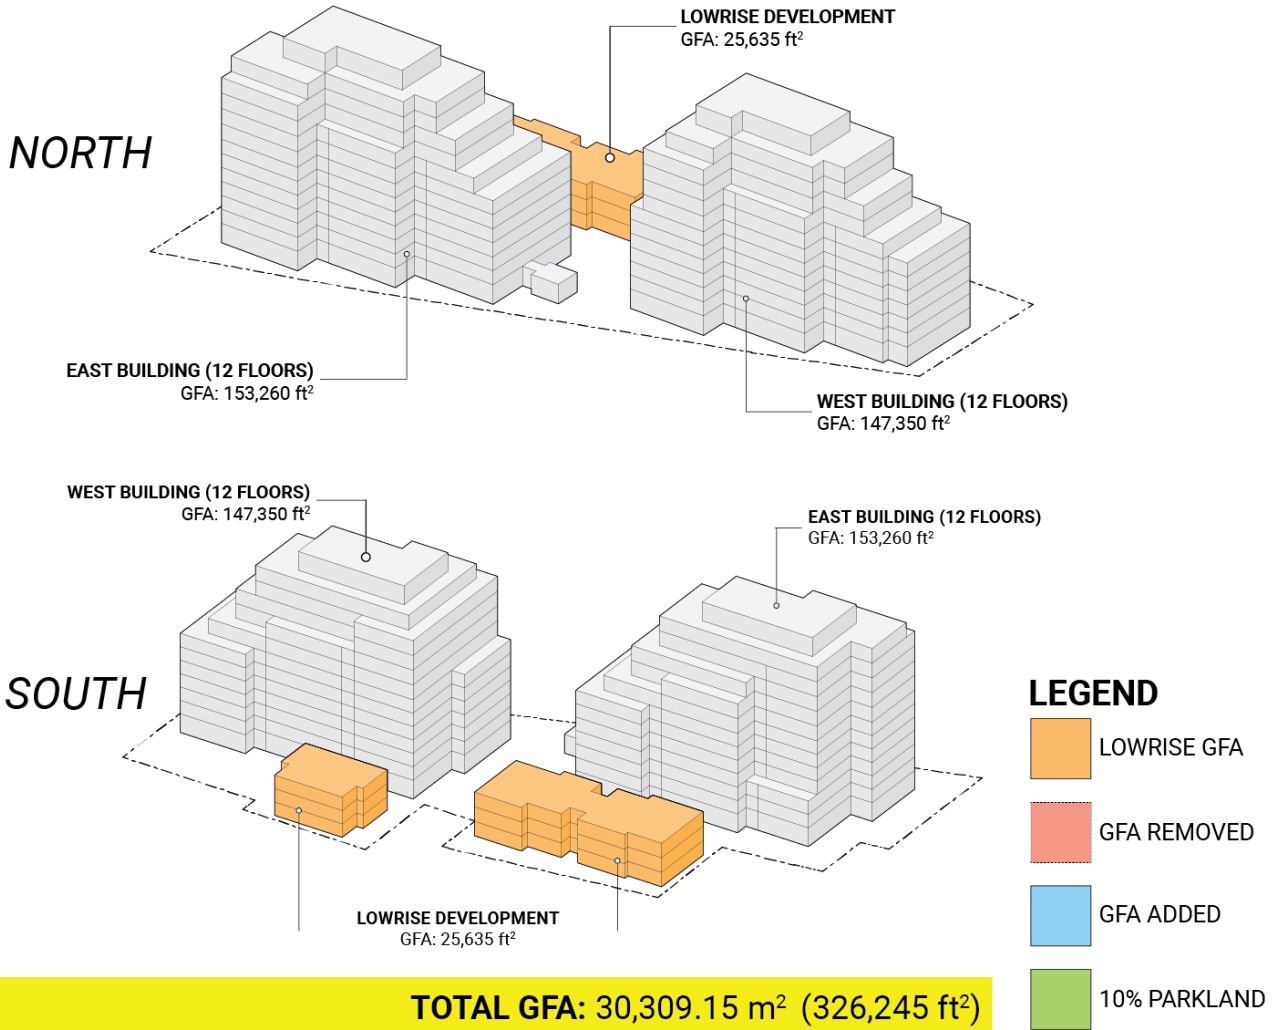 LOWRISE DEVELOPMENT
GFA: 25,635 ft²
NORTH
EAST BUILDING (12 FLOORS)
GFA: 153,260 ft²
WEST BUILDING (12 FLOORS)
GFA: 147,350 ft²
WEST BUILDING (12 FLOORS)
GFA: 147,350 ft²
EAST BUILDING (12 FLOORS)
GFA: 153,260 ft²
SOUTH
LOWRISE DEVELOPMENT
GFA: 25,635 ft²
LEGEND
LOWRISE GFA
GFA REMOVED
GFA ADDED
10% PARKLAND
TOTAL GFA: 30,309.15 m² (326,245 ft²)